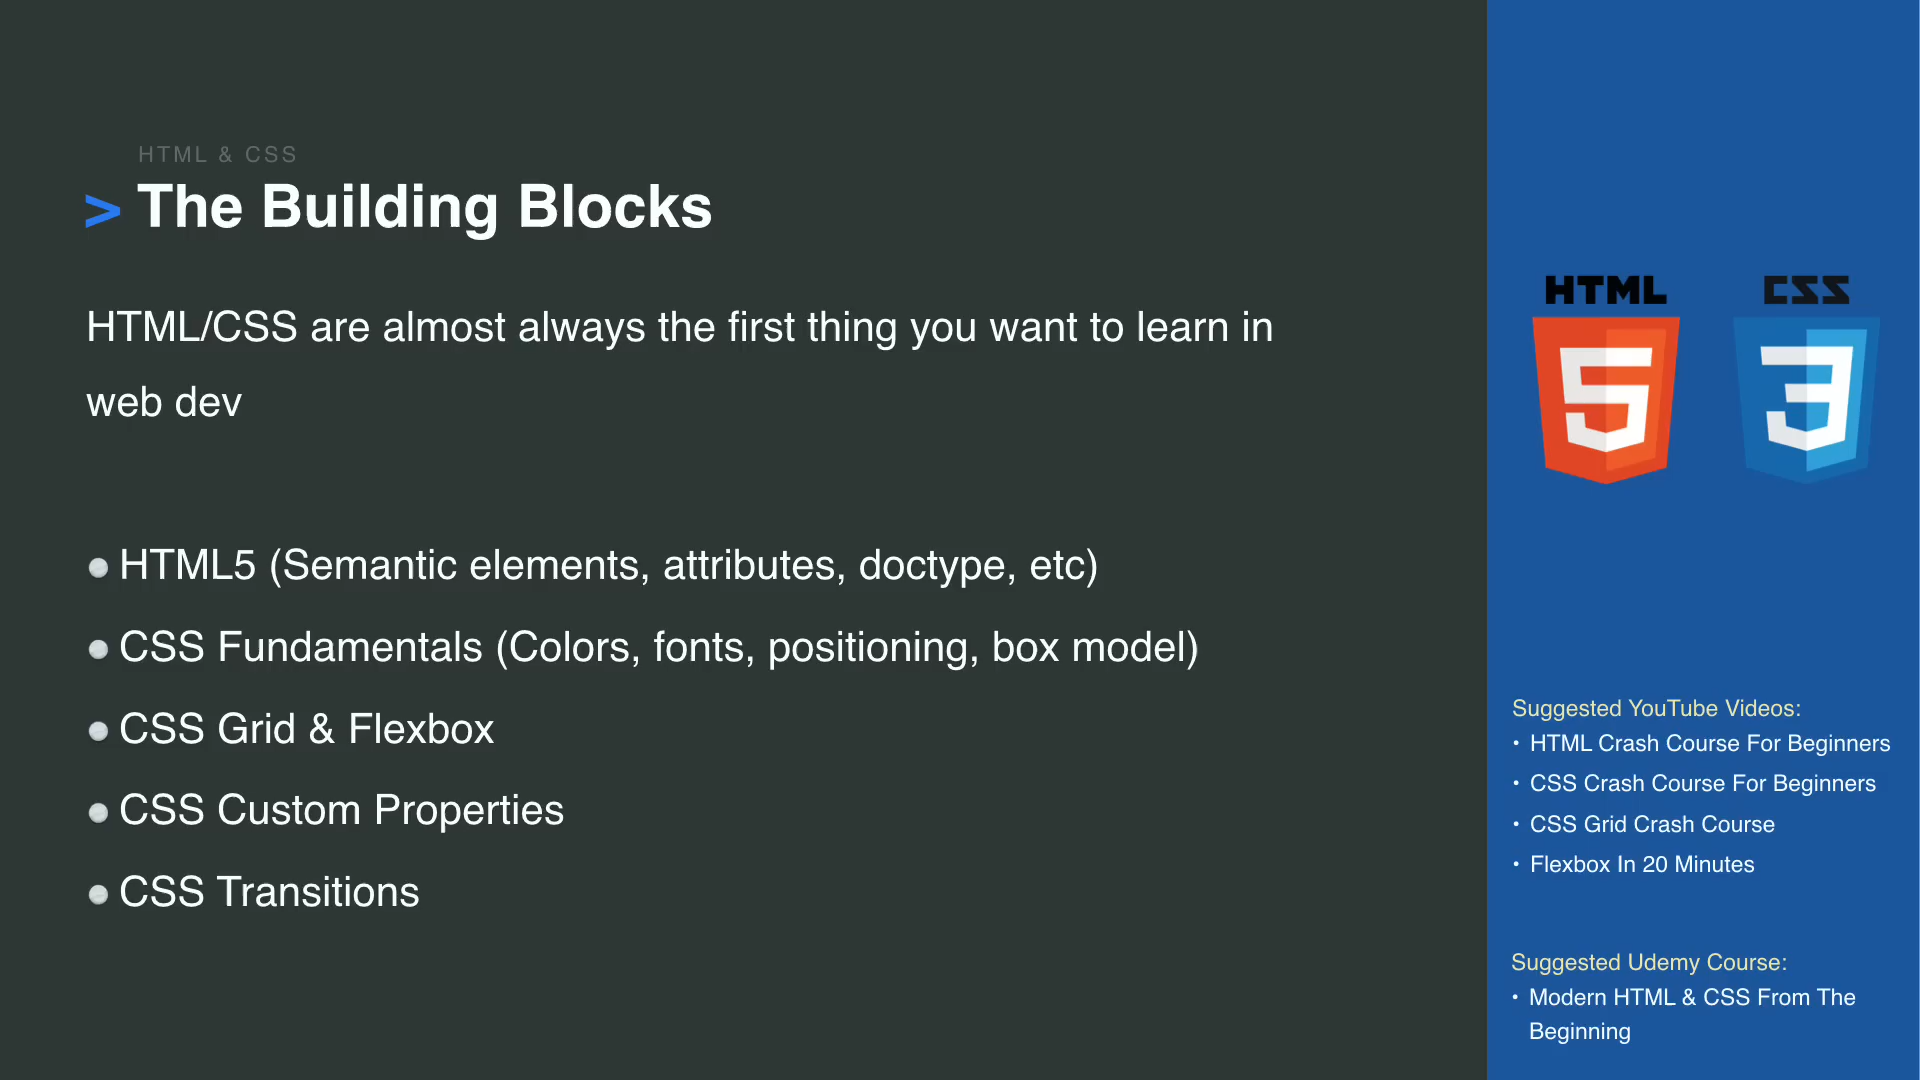 HTML & CSS
> The Building Blocks
HTML/CSS are almost always the first thing you want to learn in
web dev
HTML5 (Semantic elements, attributes, doctype, etc)
CSS Fundamentals (Colors, fonts, positioning, box model)
CSS Grid & Flexbox
CSS Custom Properties
CSS Transitions
HTML
5
CSS
3
Suggested YouTube Videos:
• HTML Crash Course For Beginners
• CSS Crash Course For Beginners
• CSS Grid Crash Course
• Flexbox In 20 Minutes
Suggested Udemy Course:
• Modern HTML & CSS From The
Beginning